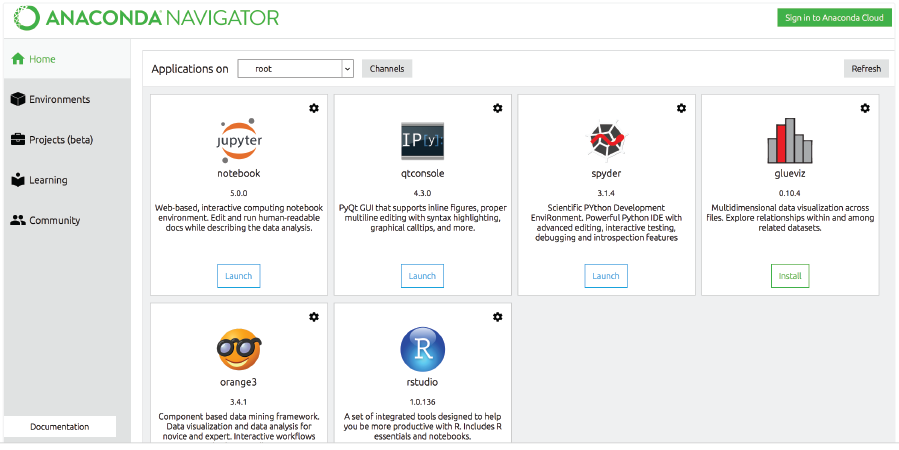 ANACONDA NAVIGATOR
Sign in to Anaconda Cloud
Home
Environments
Projects (beta)
Learning
Community
Documentation
Applications on
root
Channels
Refresh
jupyter
notebook
5.0.0
Web-based, interactive computing notebook
environment. Edit and run human-readable
docs while describing the data analysis.
Launch
IP[y]:
qtconsole
4.3.0
PyQt GUI that supports inline figures, proper
multiline editing with syntax highlighting,
graphical calltips, and more.
Launch
spyder
3.1.4
Scientific PYthon Development
EnviRonment. Powerful Python IDE with
advanced editing, interactive testing,
debugging and introspection features
Launch
glueviz
0.10.4
Multidimensional data visualization across
files. Explore relationships within and among
related datasets.
Install
orange3
3.4.1
Component based data mining framework.
Data visualization and data analysis for
novice and expert. Interactive workflows
R
rstudio
1.0.136
A set of integrated tools designed to help
you be more productive with R. Includes R
essentials and notebooks.